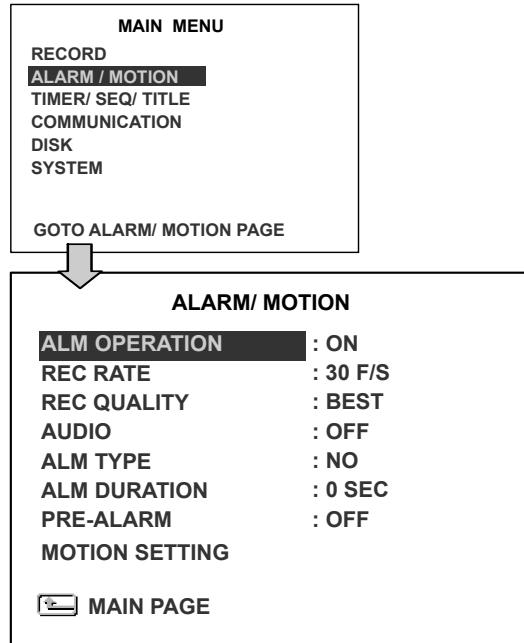 MAIN MENU
RECORD
ALARM / MOTION
TIMER/ SEQ/ TITLE
COMMUNICATION
DISK
SYSTEM
GOTO ALARM/ MOTION PAGE
ALARM/ MOTION
ALM OPERATION : ON
REC RATE : 30 F/S
REC QUALITY : BEST
AUDIO : OFF
ALM TYPE : NO
ALM DURATION : 0 SEC
PRE-ALARM : OFF
MOTION SETTING
MAIN PAGE